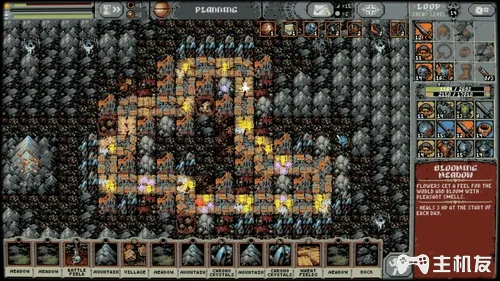 PLANNING
LOOP
BLOOMING
MEADOW
FLOWERS GET A FEEL FOR THE
WORLD AND BLOOM WITH
PLEASANT SMELLS.
HEALS 3 HP AT THE START OF
EACH DAY.
MEADOW
MEADOW
BATTLE
FIELD
MOUNTAIN
VILLAGE
MEADOW
MOUNTAIN
CHRONO
CRYSTALS
MOUNTAIN
CHRONO
CRYSTALS
WHEAT
FIELDS
MEADOW
ROCK
主机友